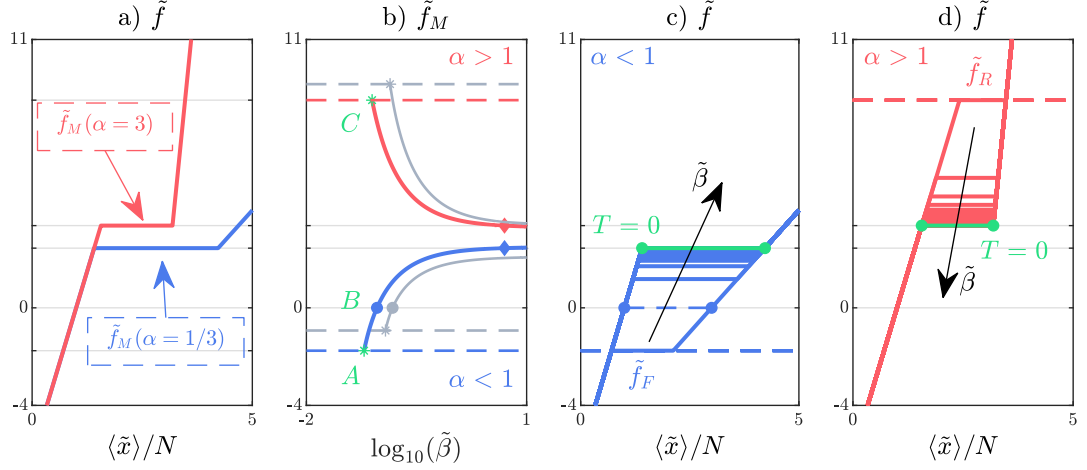 a) f̃
b) f̃_M
c) f̃
d) f̃
11
f̃_M(α = 3)
f̃_M(α = 1/3)
0
-4
0
5
⟨x̃⟩/N
11
α > 1
C
B
A
α < 1
0
-4
-2
1
log₁₀(β̃)
11
α < 1
β̃
T = 0
f̃_F
0
-4
0
5
⟨x̃⟩/N
11
α > 1
f̃_R
T = 0
β̃
0
-4
0
5
⟨x̃⟩/N